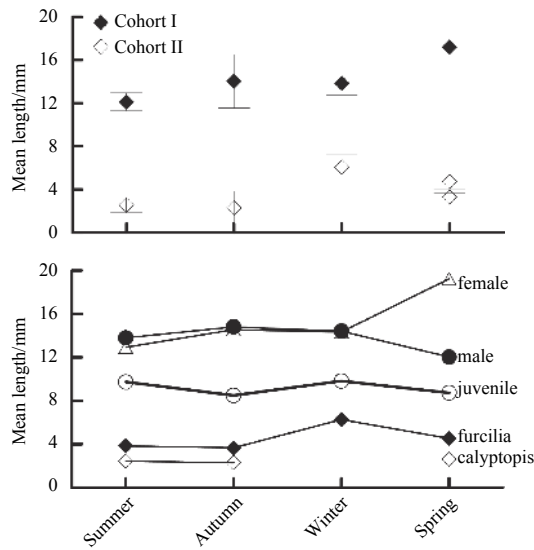 Mean length/mm
20
16
12
8
4
0
Cohort I
Cohort II
Mean length/mm
20
16
12
8
4
0
female
male
juvenile
furcilia
calyptopis
Summer
Autumn
Winter
Spring